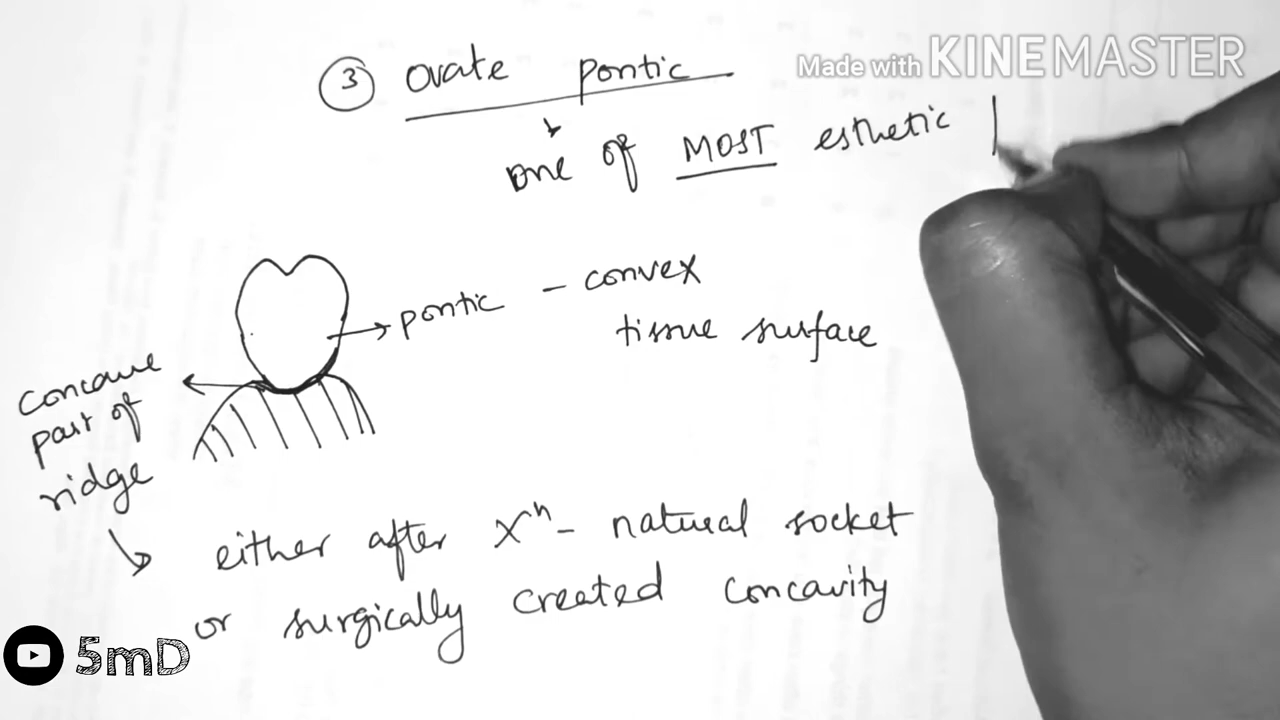 Made with KINEMASTER
③ ovate pontic
one of MOST esthetic
pontic – convex
tissue surface
concave
part of
ridge
either after Xⁿ – natural socket
or surgically created concavity
5mD